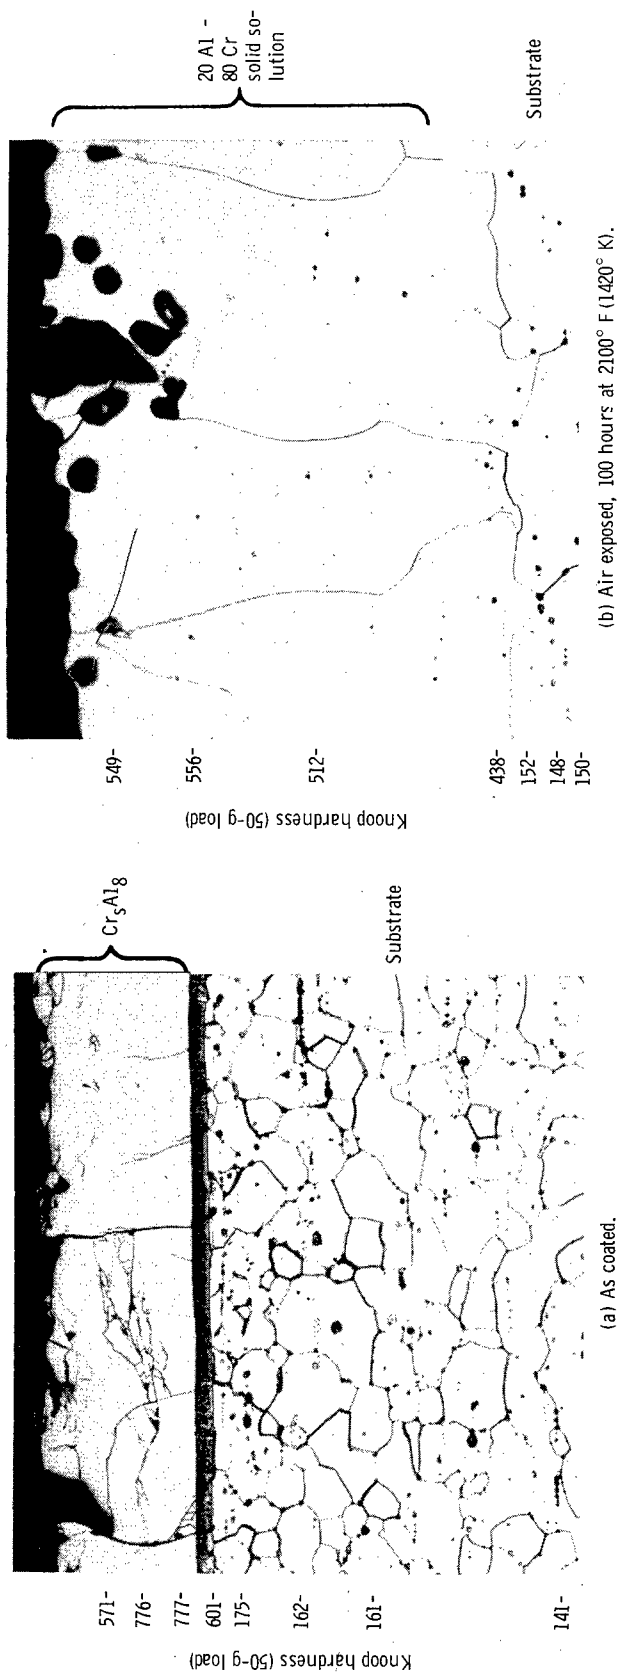 Knoop hardness (50-g load)
571-
776-
777-
601-
175-
162-
161-
141-
Cr5Al8
Substrate
(a) As coated.
Knoop hardness (50-g load)
549-
556-
512-
438-
152-
148-
150-
20 Al -
80 Cr
solid so-
lution
Substrate
(b) Air exposed, 100 hours at 2100° F (1420° K).